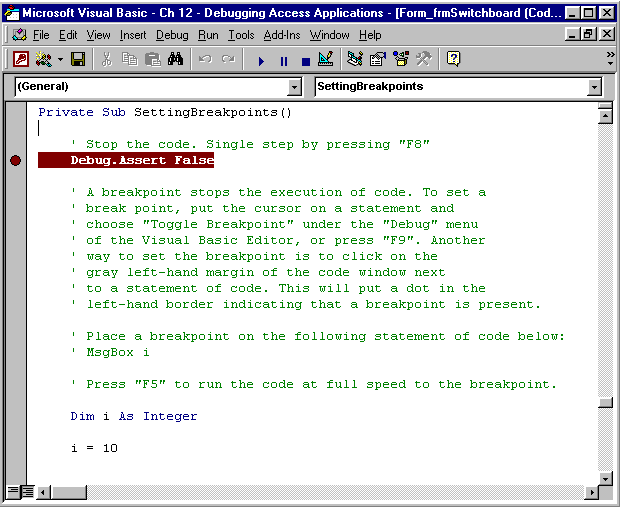 Microsoft Visual Basic - Ch 12 - Debugging Access Applications - [Form_frmSwitchboard (Cod...
File Edit View Insert Debug Run Tools Add-Ins Window Help
(General) SettingBreakpoints
Private Sub SettingBreakpoints()
' Stop the code. Single step by pressing "F8"
Debug.Assert False
' A breakpoint stops the execution of code. To set a
' break point, put the cursor on a statement and
' choose "Toggle Breakpoint" under the "Debug" menu
' of the Visual Basic Editor, or press "F9". Another
' way to set the breakpoint is to click on the
' gray left-hand margin of the code window next
' to a statement of code. This will put a dot in the
' left-hand border indicating that a breakpoint is present.
' Place a breakpoint on the following statement of code below:
' MsgBox i
' Press "F5" to run the code at full speed to the breakpoint.
Dim i As Integer
i = 10